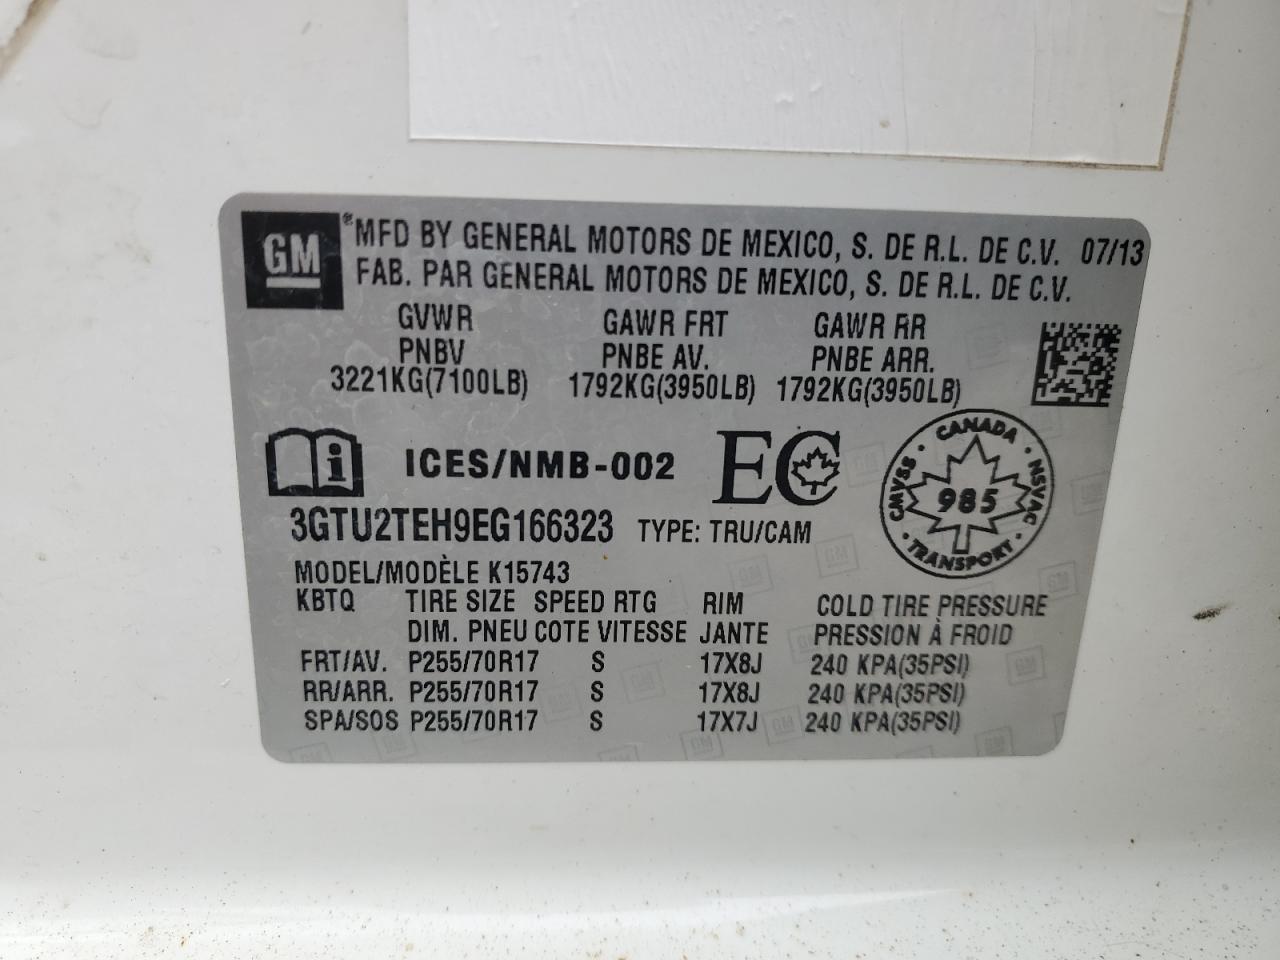 GM ® MFD BY GENERAL MOTORS DE MEXICO, S. DE R.L. DE C.V. 07/13
FAB. PAR GENERAL MOTORS DE MEXICO, S. DE R.L. DE C.V.
GVWR GAWR FRT GAWR RR
PNBV PNBE AV. PNBE ARR.
3221KG(7100LB) 1792KG(3950LB) 1792KG(3950LB)
i ICES/NMB-002 EC
CANADA
CMVSS 985 NSVAC
TRANSPORT
3GTU2TEH9EG166323 TYPE: TRU/CAM
MODEL/MODÈLE K15743
KBTQ TIRE SIZE SPEED RTG RIM COLD TIRE PRESSURE
DIM. PNEU COTE VITESSE JANTE PRESSION À FROID
FRT/AV. P255/70R17 S 17X8J 240 KPA(35PSI)
RR/ARR. P255/70R17 S 17X8J 240 KPA(35PSI)
SPA/SOS P255/70R17 S 17X7J 240 KPA(35PSI)